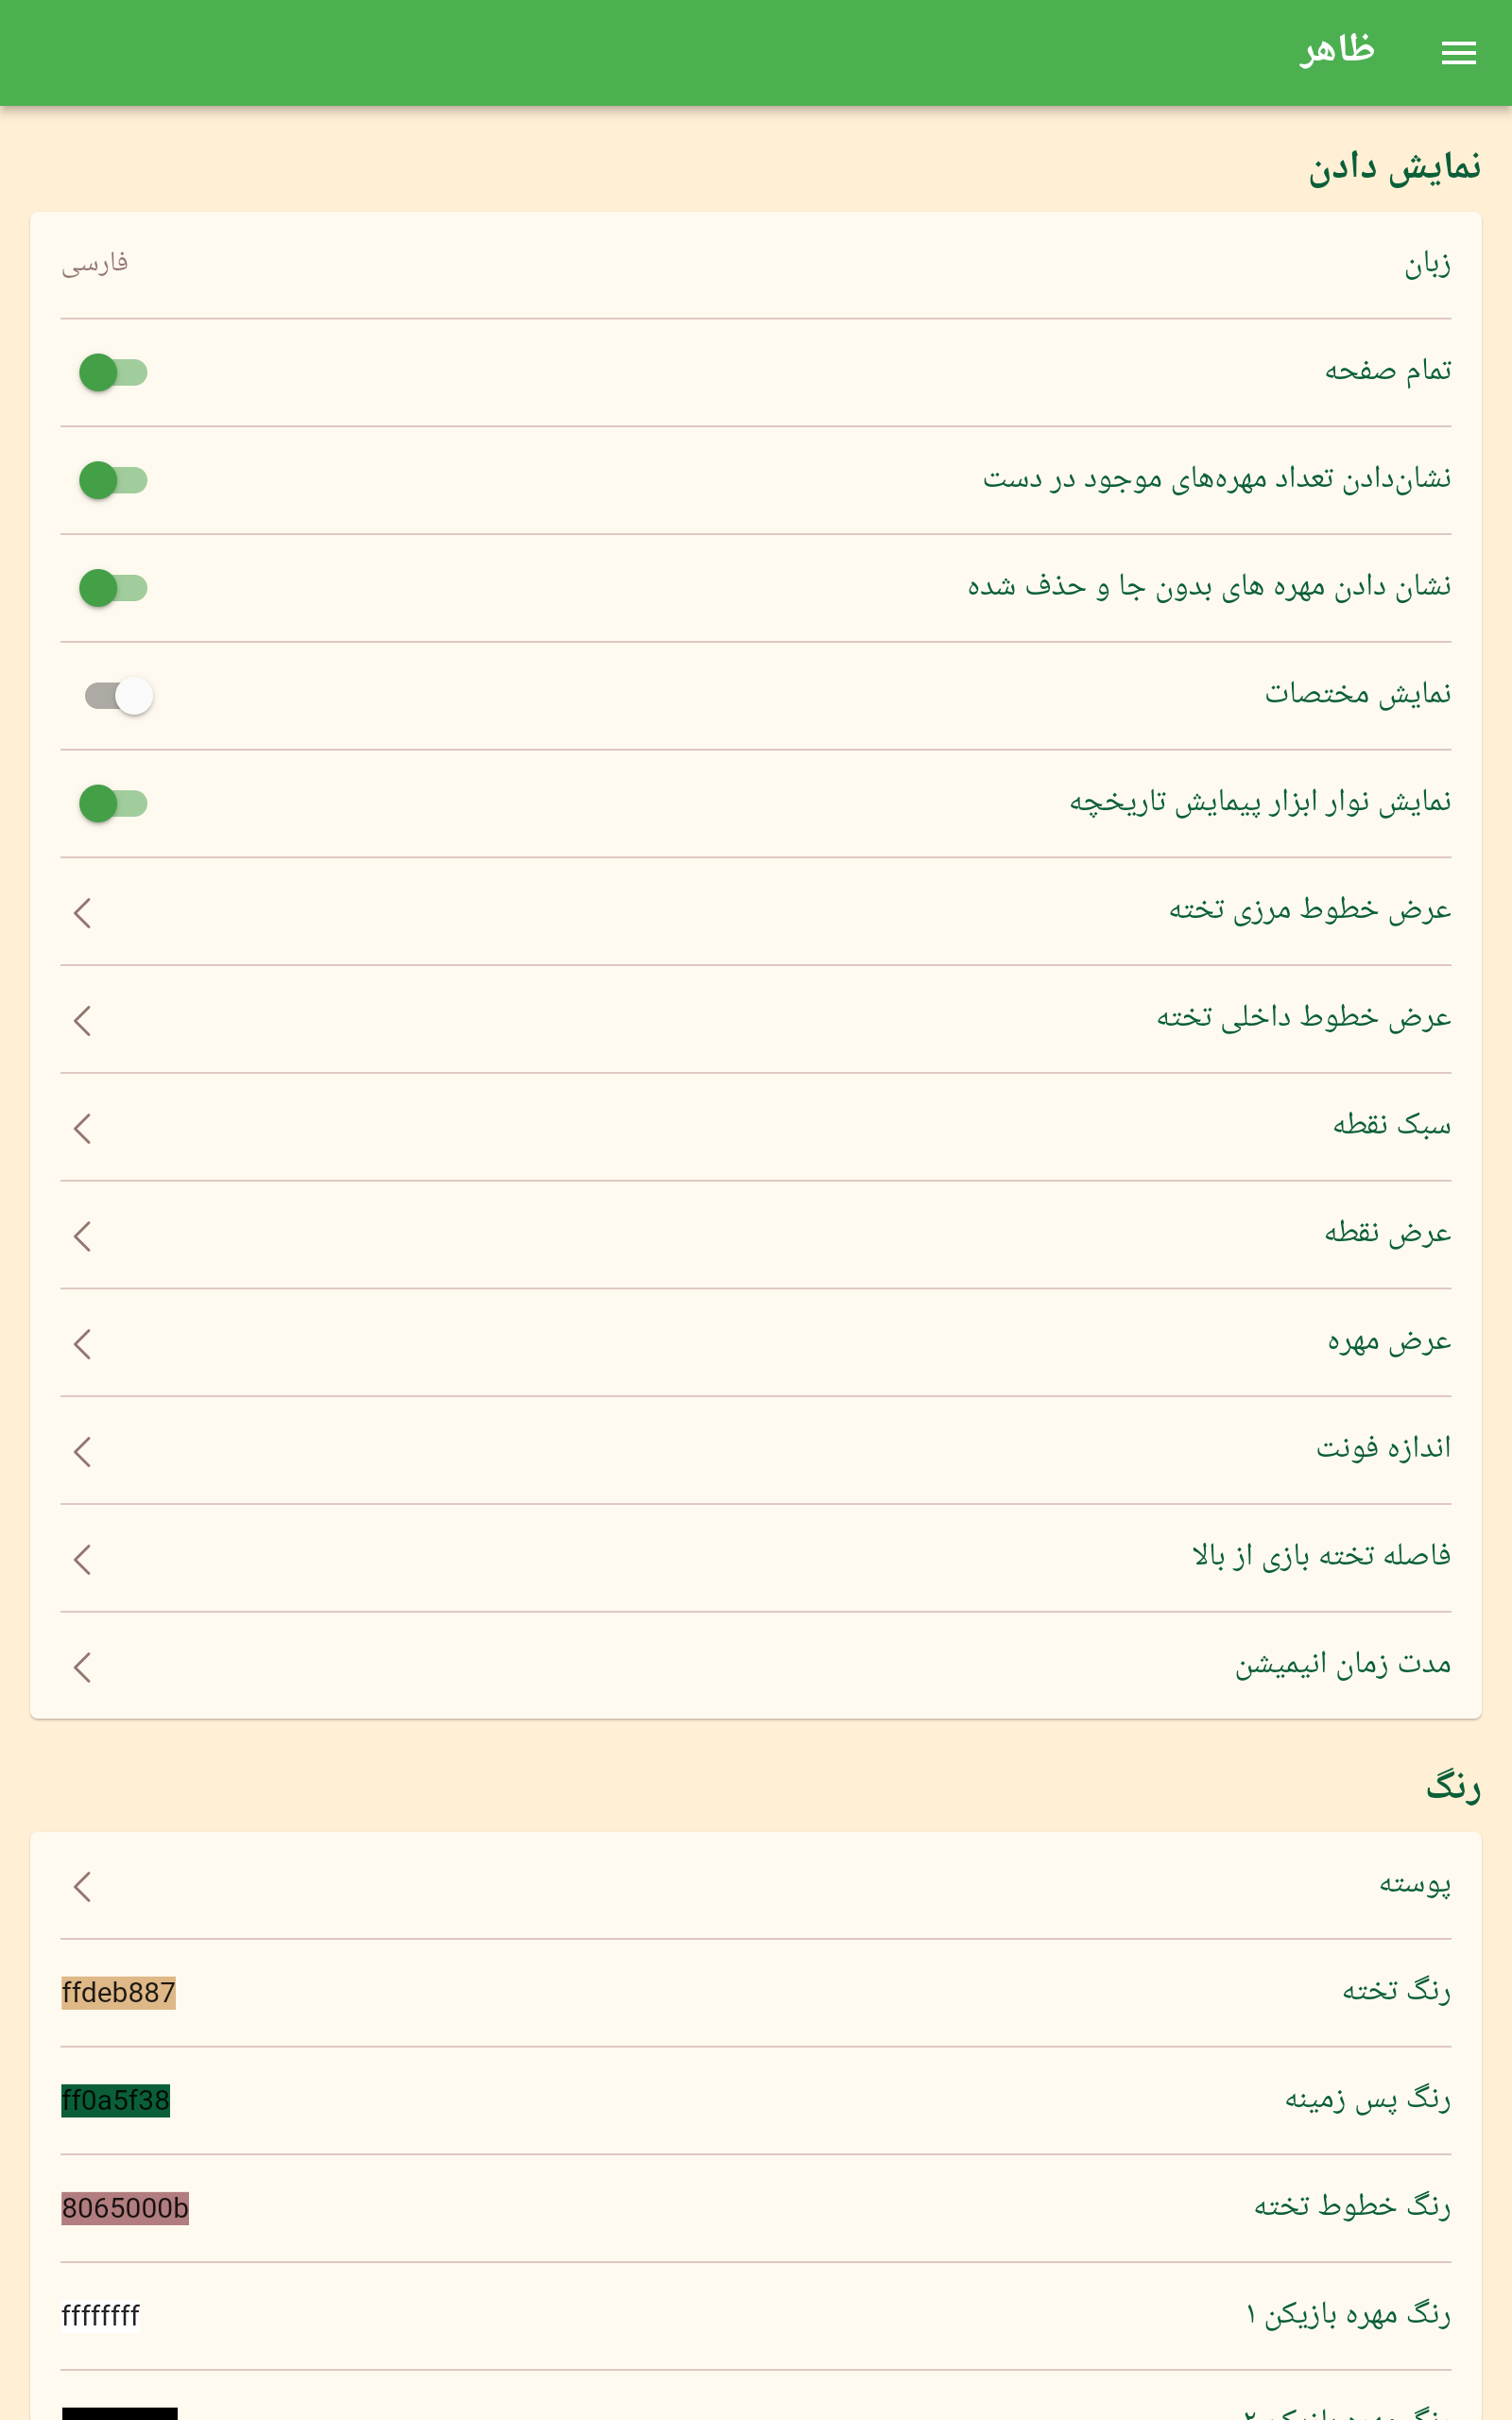 ظاهر
نمایش دادن
زبان فارسی
تمام صفحه
نشان‌دادن تعداد مهره‌های موجود در دست
نشان دادن مهره های بدون جا و حذف شده
نمایش مختصات
نمایش نوار ابزار پیمایش تاریخچه
عرض خطوط مرزی تخته
عرض خطوط داخلی تخته
سبک نقطه
عرض نقطه
عرض مهره
اندازه فونت
فاصله تخته بازی از بالا
مدت زمان انیمیشن
رنگ
پوسته
رنگ تخته ffdeb887
رنگ پس زمینه ff0a5f38
رنگ خطوط تخته 8065000b
رنگ مهره بازیکن ۱ ffffffff